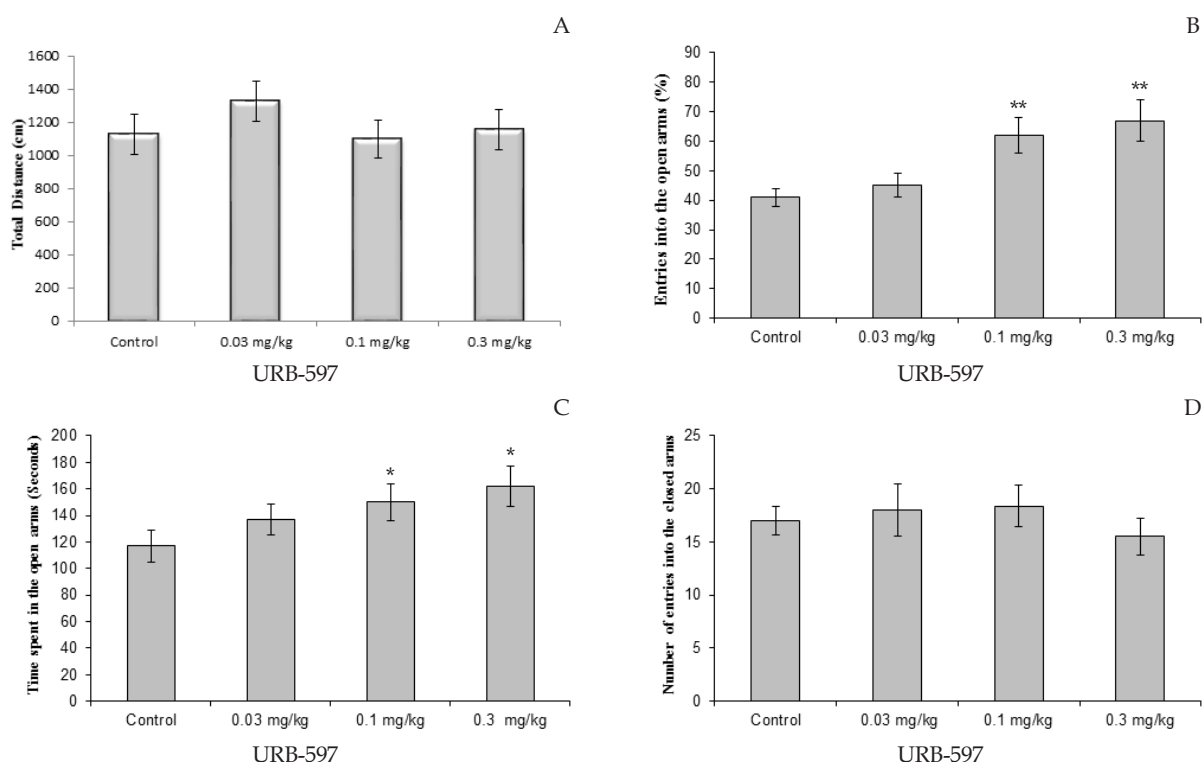 A
Total Distance (cm)
1600
1400
1200
1000
800
600
400
200
0
Control 0.03 mg/kg 0.1 mg/kg 0.3 mg/kg
URB-597
B
Entries into the open arms (%)
90
80
70
60
50
40
30
20
10
0
** **
Control 0.03 mg/kg 0.1 mg/kg 0.3 mg/kg
URB-597
C
Time spent in the open arms (Seconds)
200
180
160
140
120
100
80
60
40
20
0
* *
Control 0.03 mg/kg 0.1 mg/kg 0.3 mg/kg
URB-597
D
Number of entries into the closed arms
25
20
15
10
5
0
Control 0.03 mg/kg 0.1 mg/kg 0.3 mg/kg
URB-597